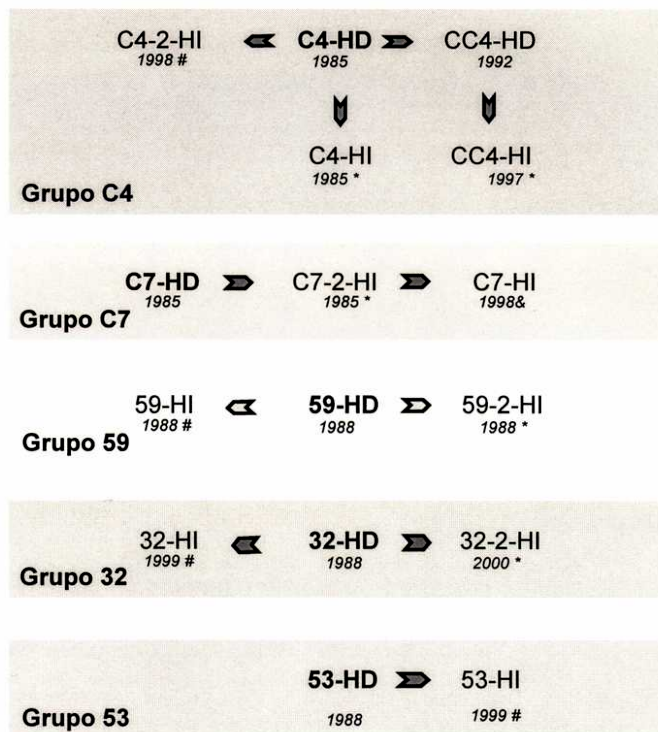 C4-2-HI C4-HD CC4-HD
1998 # 1985 1992
C4-HI CC4-HI
1985 * 1997 *
Grupo C4
C7-HD C7-2-HI C7-HI
1985 1985 * 1998&
Grupo C7
59-HI 59-HD 59-2-HI
1988 # 1988 1988 *
Grupo 59
32-HI 32-HD 32-2-HI
1999 # 1988 2000 *
Grupo 32
53-HD 53-HI
1988 1999 #
Grupo 53